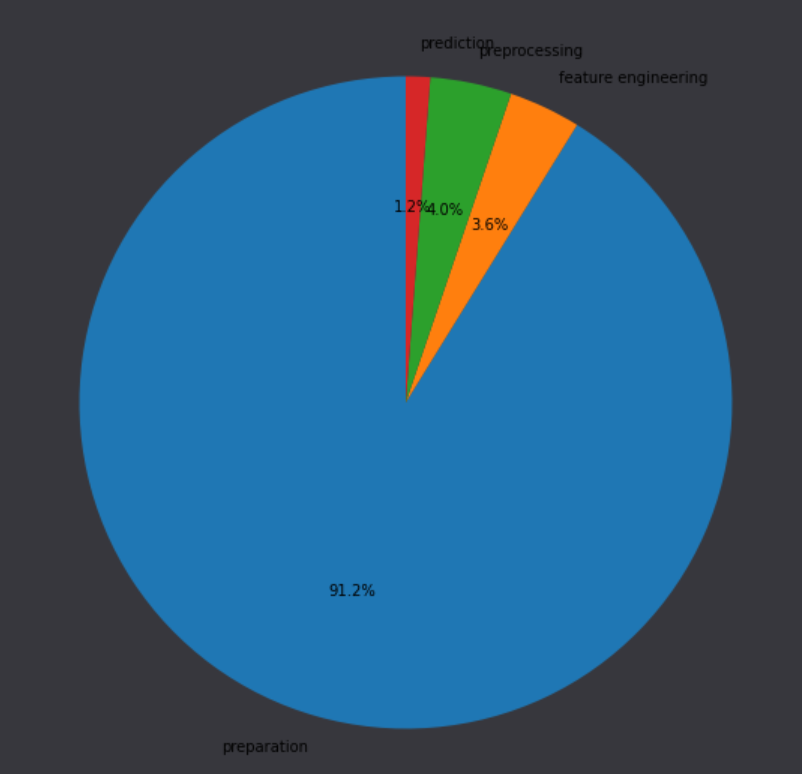 prediction
preprocessing
feature engineering
1.2%
4.0%
3.6%
91.2%
preparation